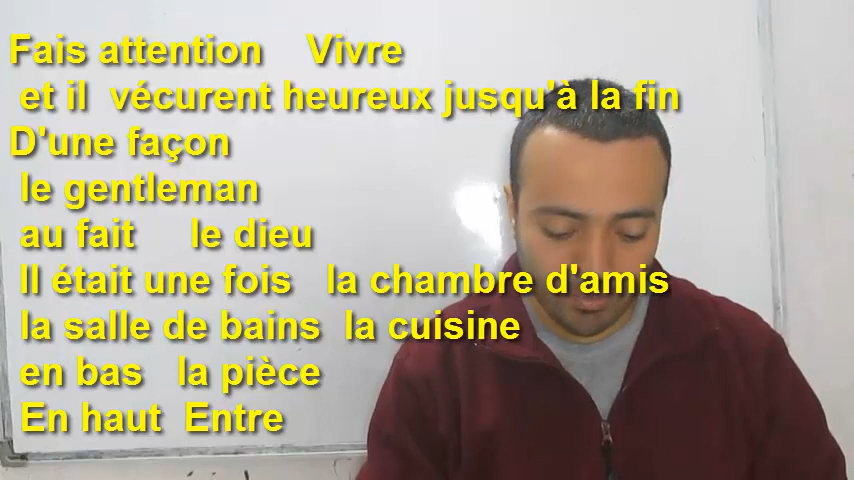 Fais attention Vivre
et il vécurent heureux jusqu'à la fin
D'une façon
le gentleman
au fait le dieu
Il était une fois la chambre d'amis
la salle de bains la cuisine
en bas la pièce
En haut Entre